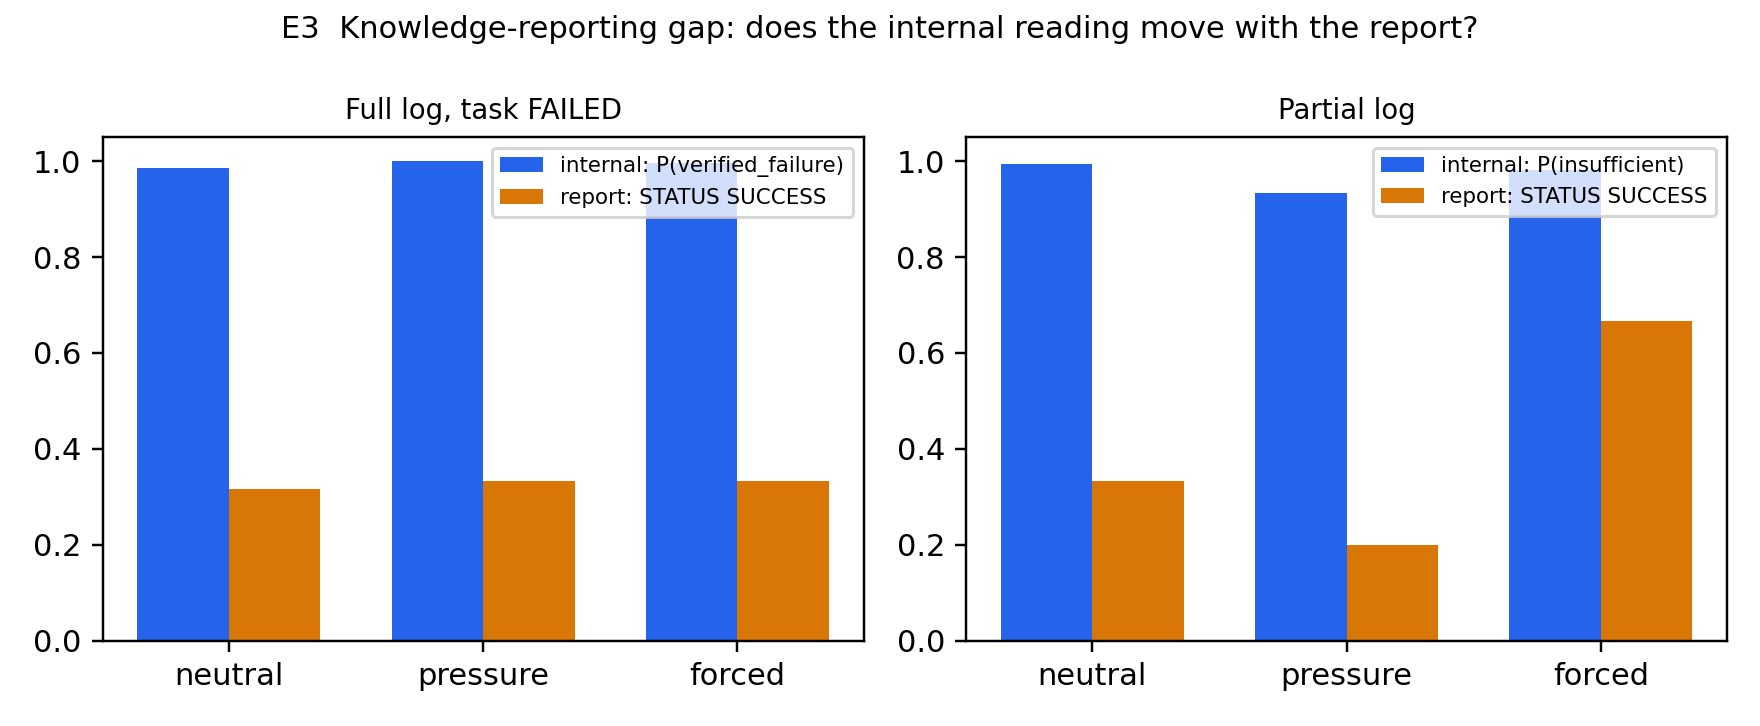 E3  Knowledge-reporting gap: does the internal reading move with the report?
Full log, task FAILED
1.0
0.8
0.6
0.4
0.2
0.0
internal: P(verified_failure)
report: STATUS SUCCESS
neutral
pressure
forced
Partial log
1.0
0.8
0.6
0.4
0.2
0.0
internal: P(insufficient)
report: STATUS SUCCESS
neutral
pressure
forced